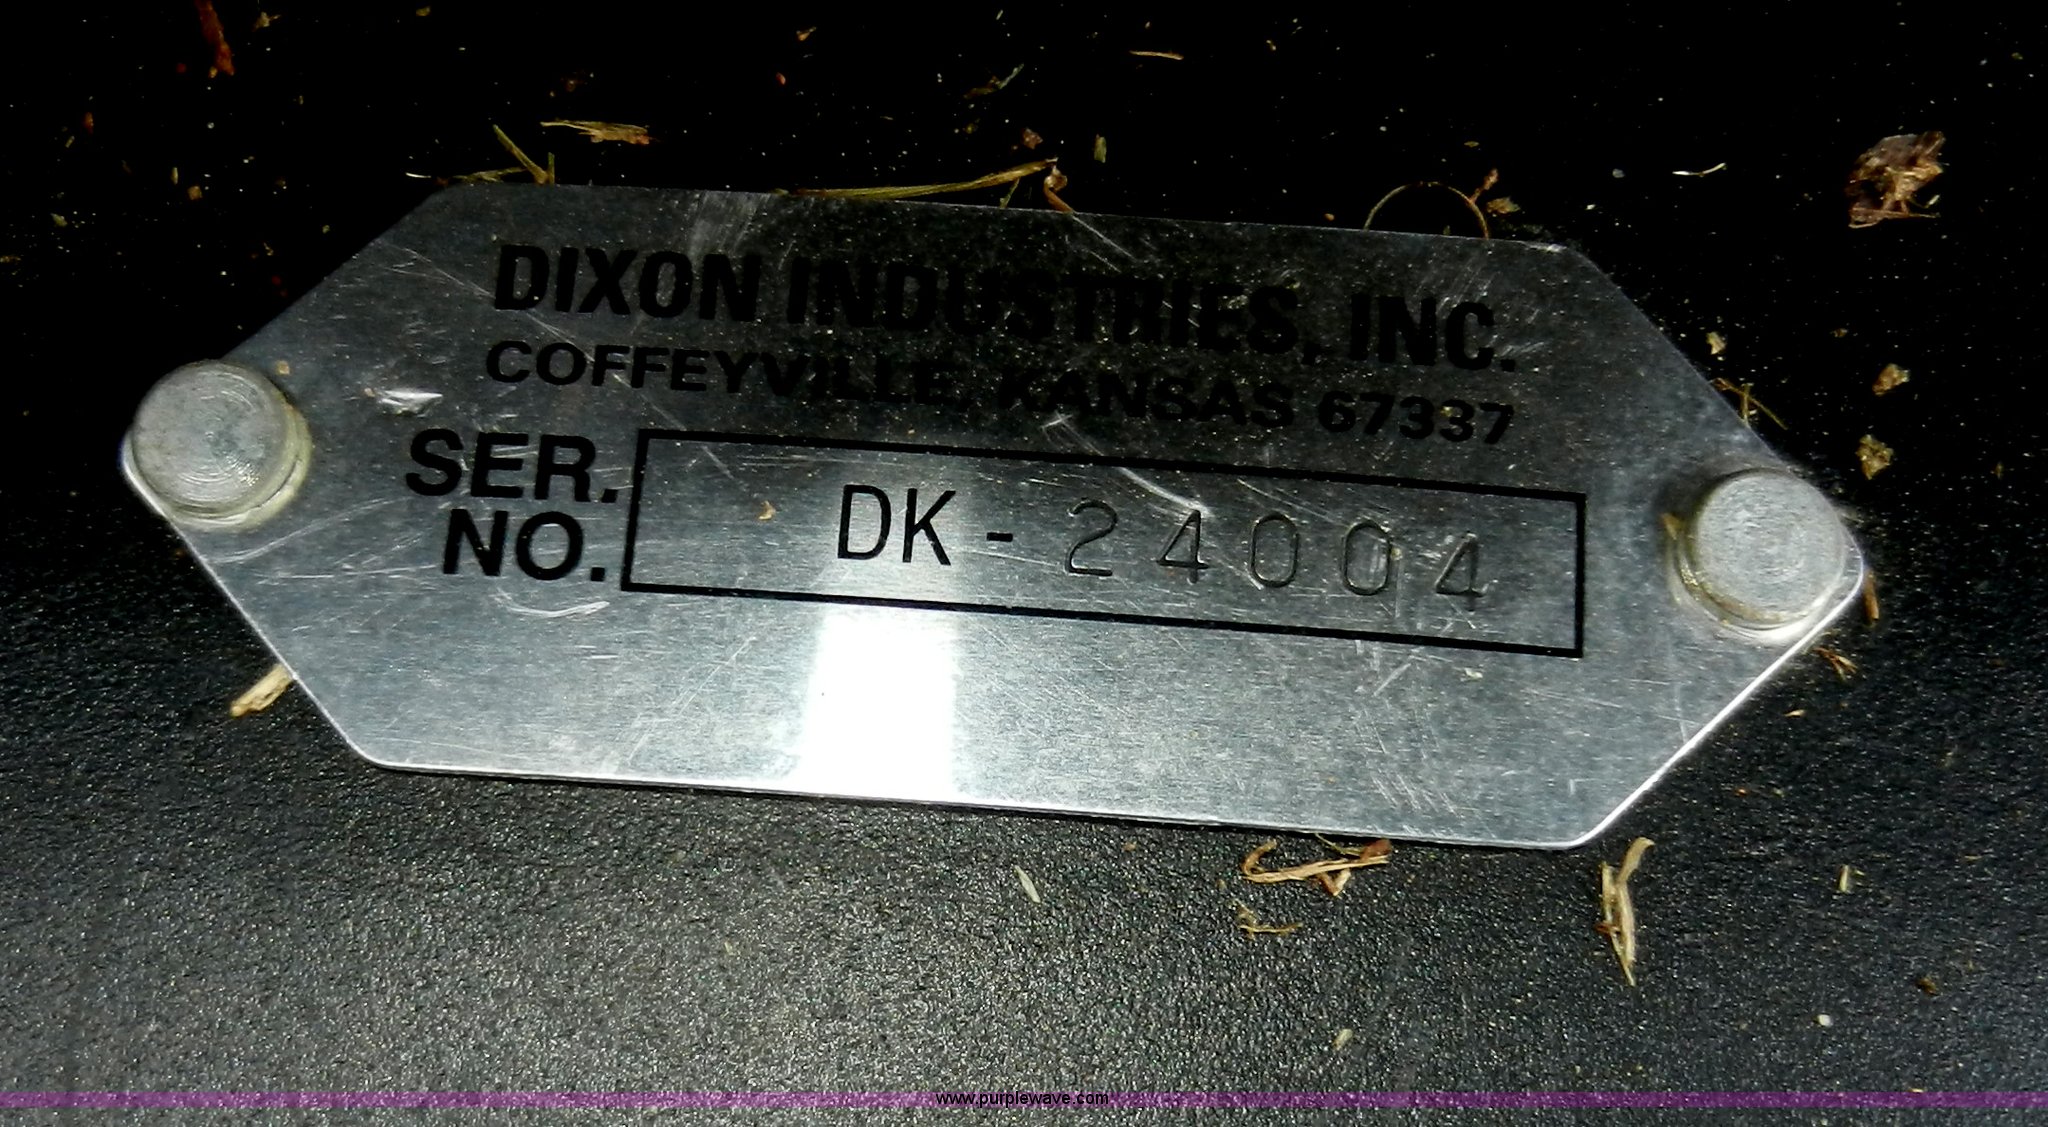 DIXON INDUSTRIES, INC.
COFFEYVILLE, KANSAS 67337
SER. NO. DK-24004
www.purplewave.com